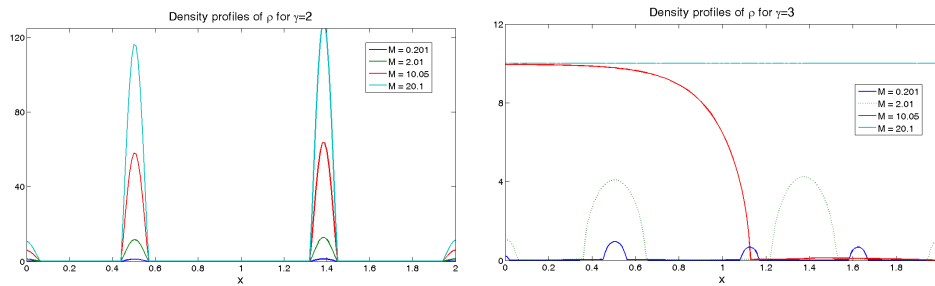 Density profiles of ρ for γ=2
120
80
40
0
0 0.2 0.4 0.6 0.8 1 1.2 1.4 1.6 1.8 2
x
M = 0.201
M = 2.01
M = 10.05
M = 20.1
Density profiles of ρ for γ=3
12
8
4
0
0 0.2 0.4 0.6 0.8 1 1.2 1.4 1.6 1.8
x
M = 0.201
M = 2.01
M = 10.05
M = 20.1